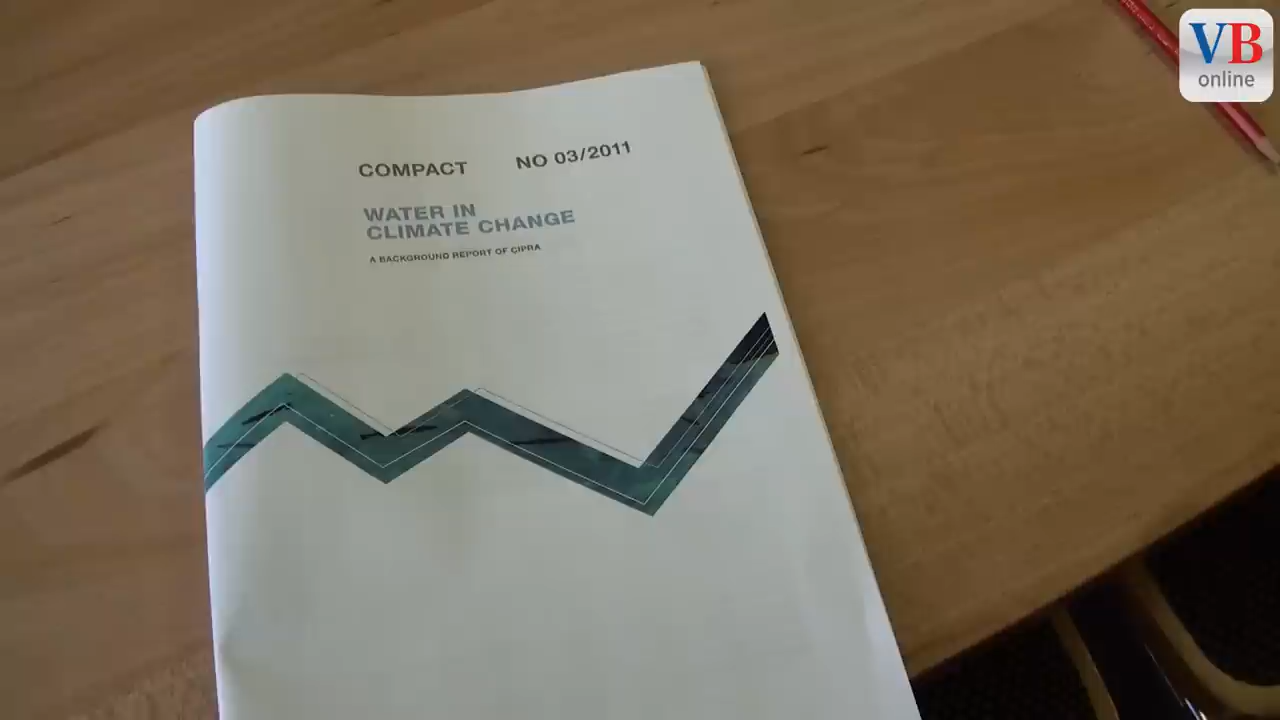 COMPACT NO 03/2011
WATER IN
CLIMATE CHANGE
A BACKGROUND REPORT OF CIPRA
VB
online